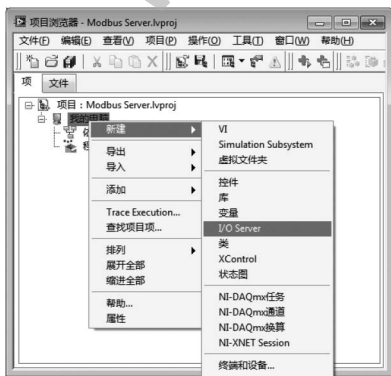 项目浏览器 - Modbus Server.lvproj
文件(F) 编辑(E) 查看(V) 项目(P) 操作(O) 工具(T) 窗口(W) 帮助(H)
项 文件
项目：Modbus Server.lvproj
我的电脑
新建
导出
导入
添加
Trace Execution...
查找项目项...
排列
展开全部
缩进全部
帮助...
属性
VI
Simulation Subsystem
虚拟文件夹
控件
库
变量
I/O Server
类
XControl
状态图
NI-DAQmx任务
NI-DAQmx通道
NI-DAQmx换算
NI-XNET Session
终端和设备...